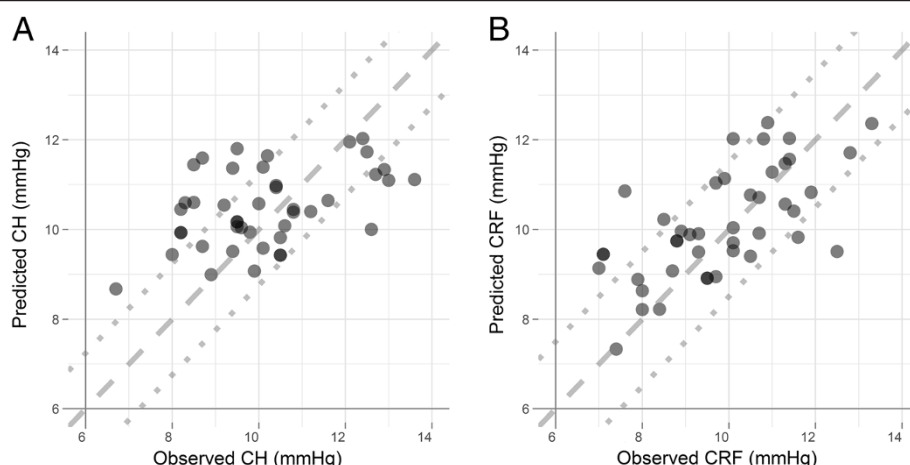 A
B
Predicted CH (mmHg)
14
12
10
8
6
6 8 10 12 14
Observed CH (mmHg)
Predicted CRF (mmHg)
14
12
10
8
6
6 8 10 12 14
Observed CRF (mmHg)